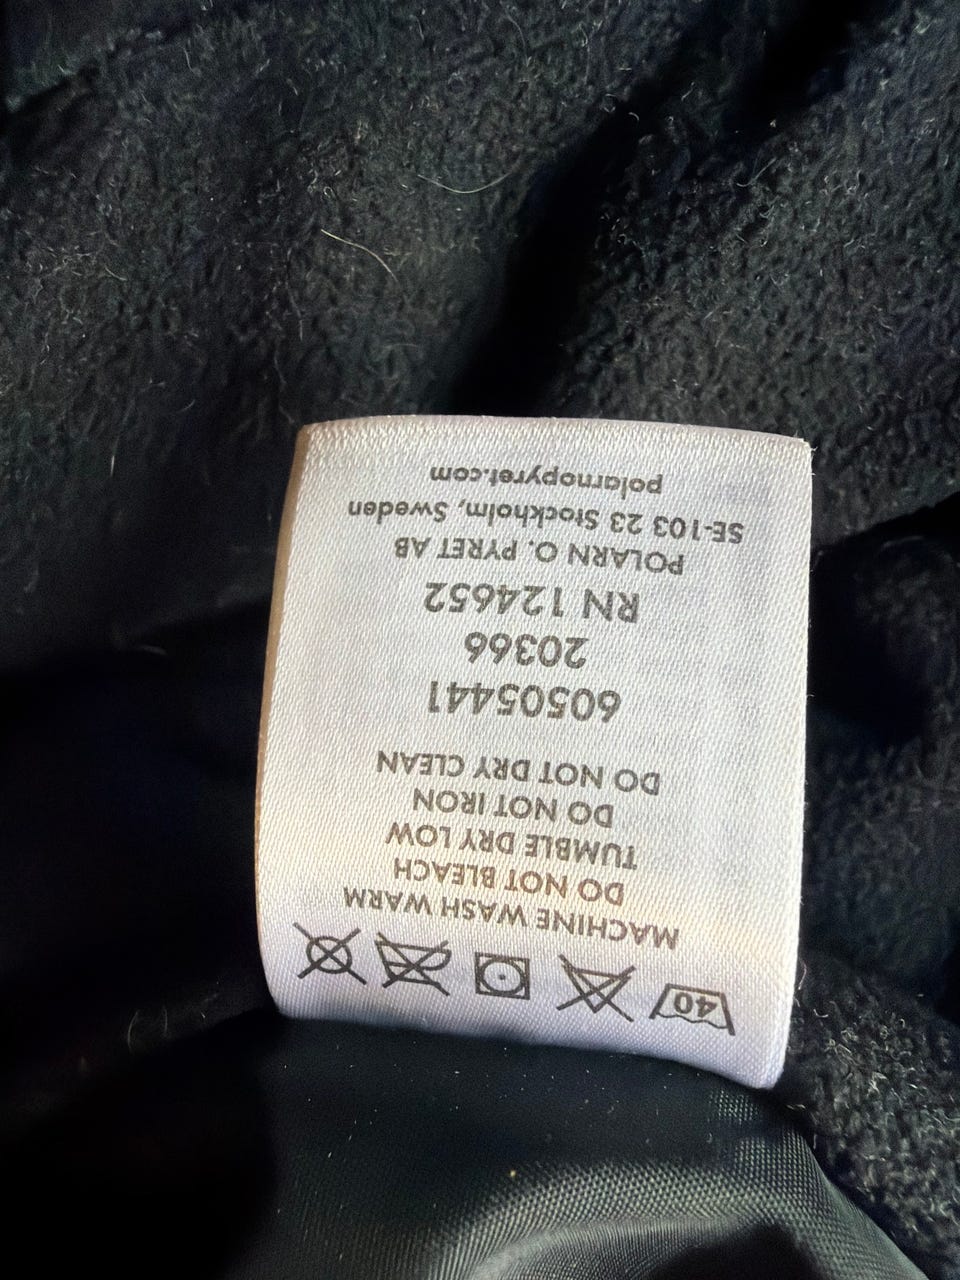 40
MACHINE WASH WARM
DO NOT BLEACH
TUMBLE DRY LOW
DO NOT IRON
DO NOT DRY CLEAN
60505441
20366
RN 124652
POLARN O. PYRET AB
SE-103 23 Stockholm, Sweden
polarnopyret.com